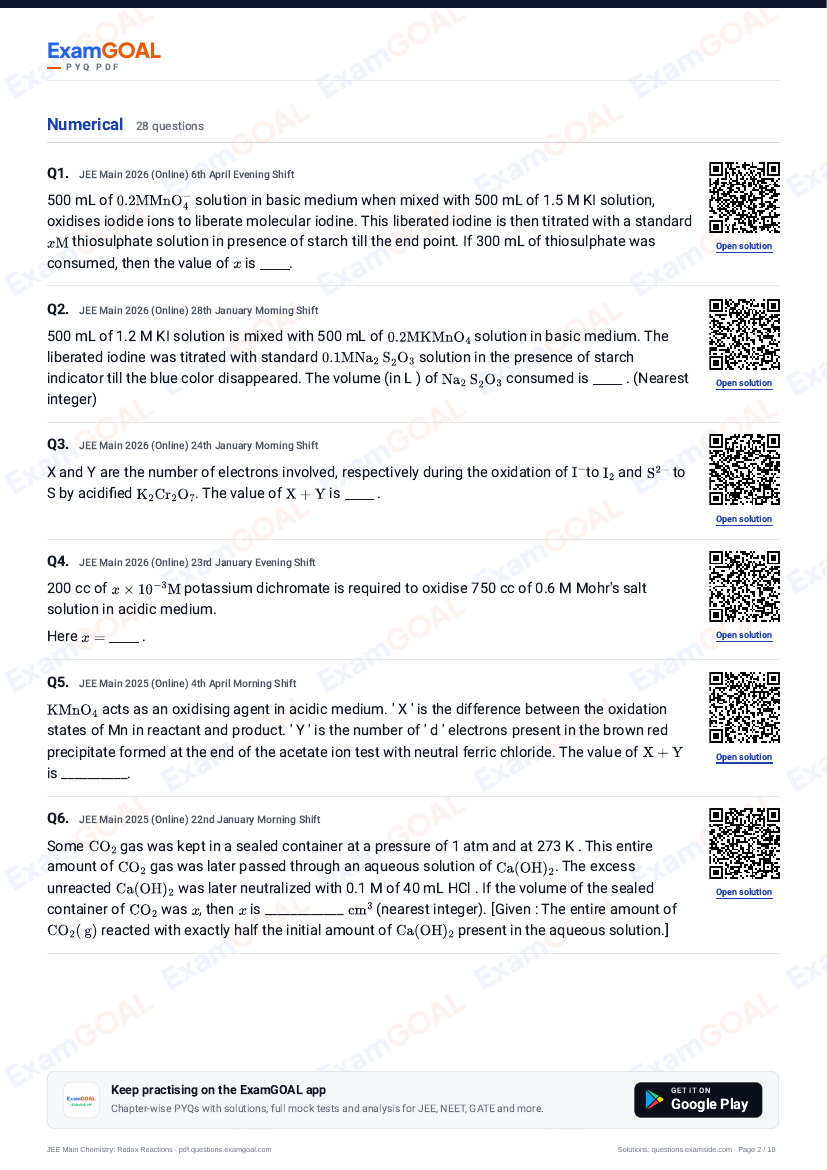 ExamGOAL
PYQ PDF
Numerical 28 questions
Q1. JEE Main 2026 (Online) 6th April Evening Shift
500 mL of 0.2MMnO₄⁻ solution in basic medium when mixed with 500 mL of 1.5 M KI solution,
oxidises iodide ions to liberate molecular iodine. This liberated iodine is then titrated with a standard
xM thiosulphate solution in presence of starch till the end point. If 300 mL of thiosulphate was
consumed, then the value of x is ____.
Open solution
Q2. JEE Main 2026 (Online) 28th January Morning Shift
500 mL of 1.2 M KI solution is mixed with 500 mL of 0.2MKMnO₄ solution in basic medium. The
liberated iodine was titrated with standard 0.1MNa₂ S₂O₃ solution in the presence of starch
indicator till the blue color disappeared. The volume (in L ) of Na₂ S₂O₃ consumed is ____ . (Nearest
integer)
Open solution
Q3. JEE Main 2026 (Online) 24th January Morning Shift
X and Y are the number of electrons involved, respectively during the oxidation of I⁻to I₂ and S²⁻ to
S by acidified K₂Cr₂O₇. The value of X + Y is ____ .
Open solution
Q4. JEE Main 2026 (Online) 23rd January Evening Shift
200 cc of x × 10⁻³M potassium dichromate is required to oxidise 750 cc of 0.6 M Mohr's salt
solution in acidic medium.
Here x = ____ .
Open solution
Q5. JEE Main 2025 (Online) 4th April Morning Shift
KMnO₄ acts as an oxidising agent in acidic medium. ' X ' is the difference between the oxidation
states of Mn in reactant and product. ' Y ' is the number of ' d ' electrons present in the brown red
precipitate formed at the end of the acetate ion test with neutral ferric chloride. The value of X + Y
is __________.
Open solution
Q6. JEE Main 2025 (Online) 22nd January Morning Shift
Some CO₂ gas was kept in a sealed container at a pressure of 1 atm and at 273 K . This entire
amount of CO₂ gas was later passed through an aqueous solution of Ca(OH)₂. The excess
unreacted Ca(OH)₂ was later neutralized with 0.1 M of 40 mL HCl . If the volume of the sealed
container of CO₂ was x, then x is ____________ cm³ (nearest integer). [Given : The entire amount of
CO₂( g) reacted with exactly half the initial amount of Ca(OH)₂ present in the aqueous solution.]
Open solution
Keep practising on the ExamGOAL app
Chapter-wise PYQs with solutions, full mock tests and analysis for JEE, NEET, GATE and more.
ExamGOAL
GET IT ON
Google Play
JEE Main Chemistry: Redox Reactions · pdf.questions.examgoal.com
Solutions: questions.examside.com · Page 2 / 19